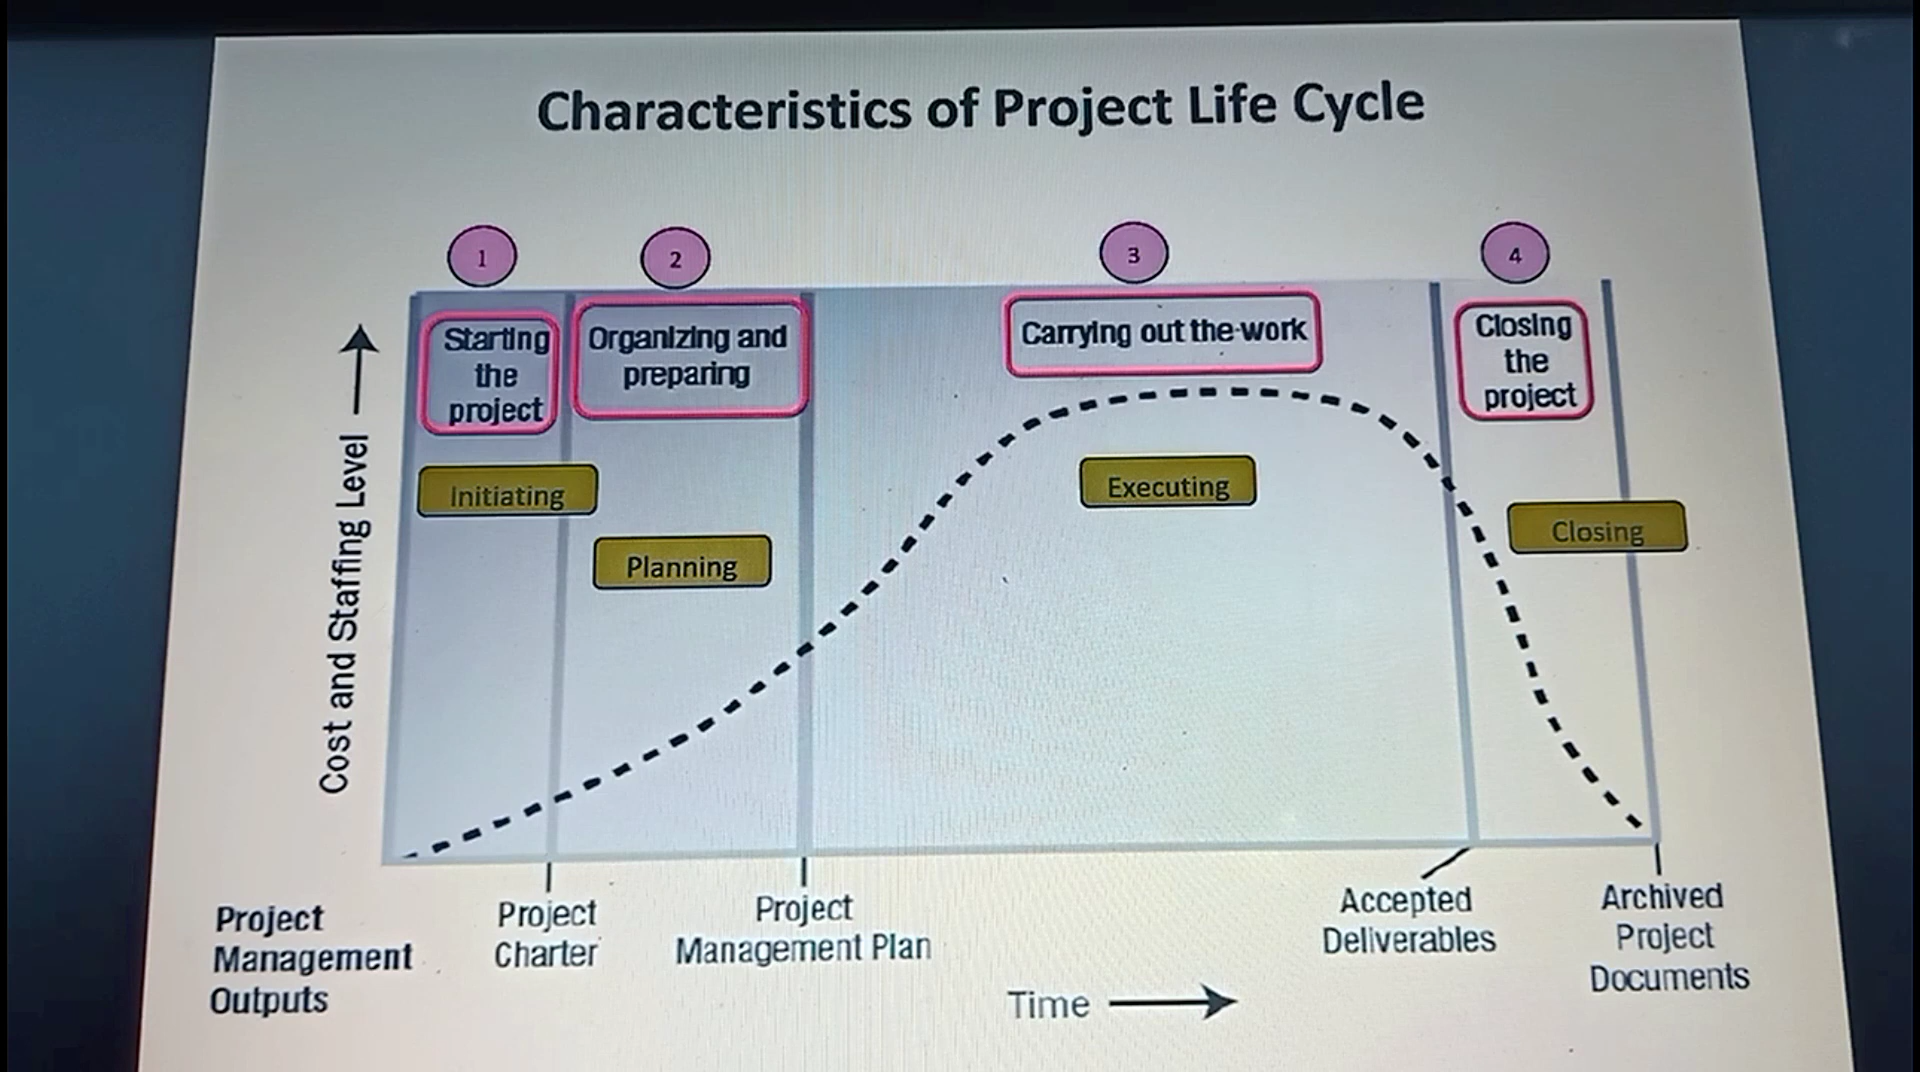 Characteristics of Project Life Cycle
1
2
3
4
Starting
the
project
Organizing and
preparing
Carrying out the work
Closing
the
project
Initiating
Planning
Executing
Closing
Cost and Staffing Level
Project
Management
Outputs
Project
Charter
Project
Management Plan
Accepted
Deliverables
Archived
Project
Documents
Time